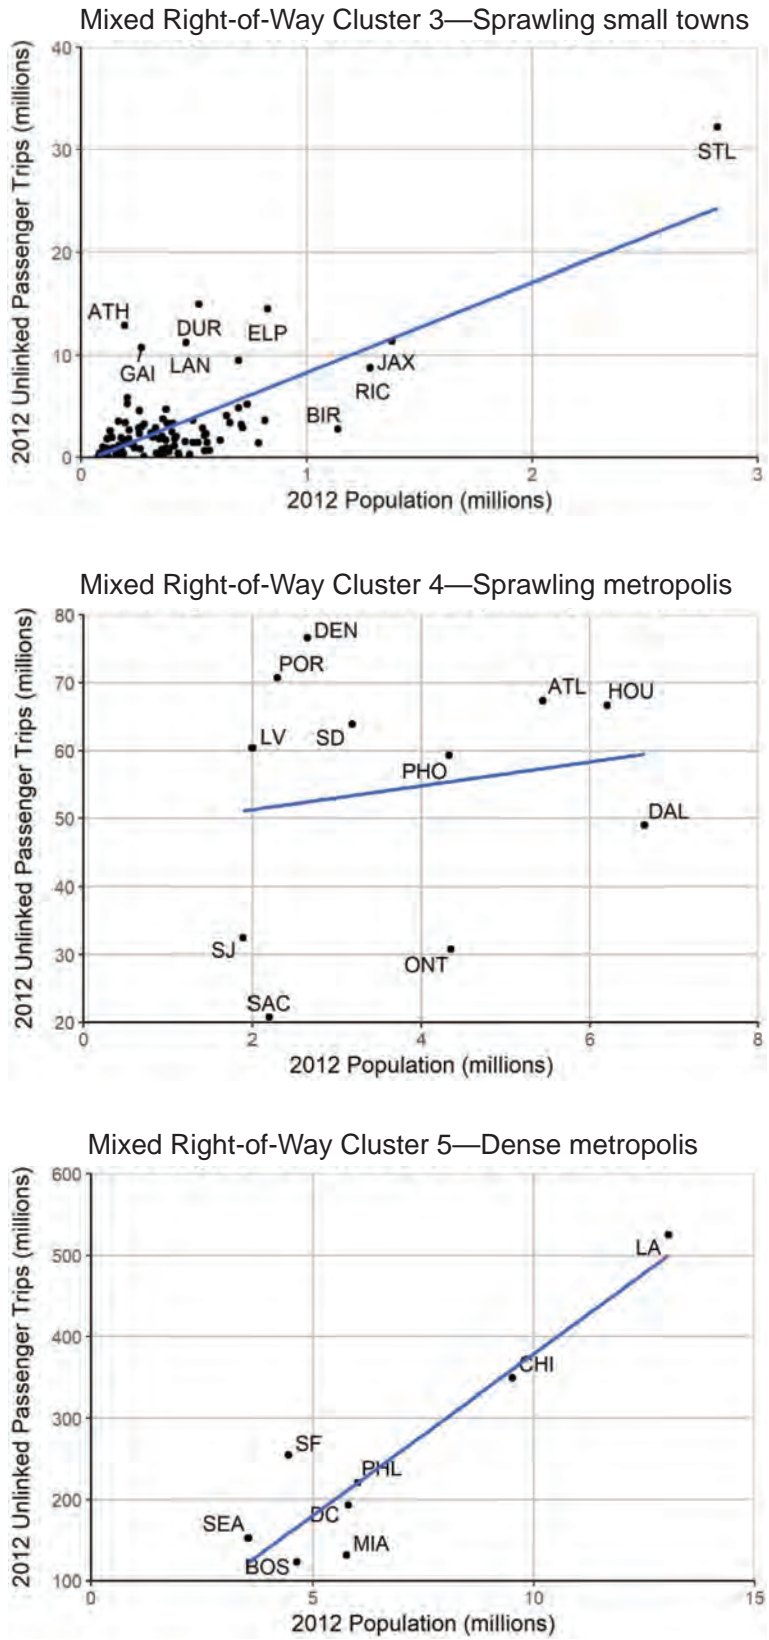 Mixed Right-of-Way Cluster 3—Sprawling small towns
2012 Unlinked Passenger Trips (millions)
40
30
20
10
0
STL
ATH
DUR
ELP
GAI
LAN
JAX
RIC
BIR
0
1
2
3
2012 Population (millions)
Mixed Right-of-Way Cluster 4—Sprawling metropolis
2012 Unlinked Passenger Trips (millions)
80
70
60
50
40
30
20
DEN
POR
ATL
HOU
LV
SD
PHO
DAL
SJ
ONT
SAC
0
2
4
6
8
2012 Population (millions)
Mixed Right-of-Way Cluster 5—Dense metropolis
2012 Unlinked Passenger Trips (millions)
600
500
400
300
200
100
LA
CHI
SF
PHL
DC
SEA
MIA
BOS
0
5
10
15
2012 Population (millions)